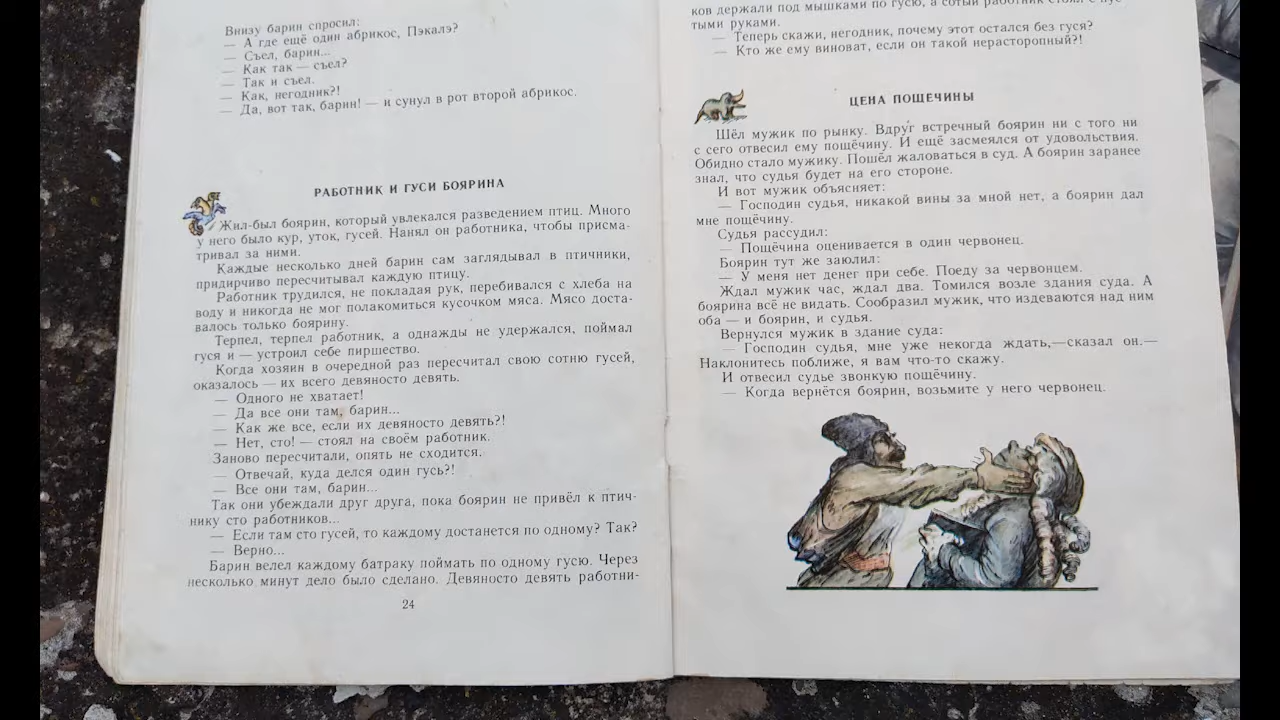 Внизу барин спросил:
— А где ещё один абрикос, Пэкалэ?
— Съел, барин...
— Как так — съел?
— Так и съел.
— Как, негодник?!
— Да, вот так, барин! — и сунул в рот второй абрикос.
РАБОТНИК И ГУСИ БОЯРИНА
Жил-был боярин, который увлекался разведением птиц. Много
у него было кур, уток, гусей. Нанял он работника, чтобы присма-
тривал за ними.
Каждые несколько дней барин сам заглядывал в птичники,
придирчиво пересчитывал каждую птицу.
Работник трудился, не покладая рук, перебивался с хлеба на
воду и никогда не мог полакомиться кусочком мяса. Мясо доста-
валось только боярину.
Терпел, терпел работник, а однажды не удержался, поймал
гуся и — устроил себе пиршество.
Когда хозяин в очередной раз пересчитал свою сотню гусей,
оказалось — их всего девяносто девять.
— Одного не хватает!
— Да все они там, барин...
— Как же все, если их девяносто девять?!
— Нет, сто! — стоял на своём работник.
Заново пересчитали, опять не сходится.
— Отвечай, куда делся один гусь?!
— Все они там, барин...
Так они убеждали друг друга, пока боярин не привёл к птич-
нику сто работников...
— Если там сто гусей, то каждому достанется по одному? Так?
— Верно...
Барин велел каждому батраку поймать по одному гусю. Через
несколько минут дело было сделано. Девяносто девять работни-
24
ков держали под мышками по гусю, а сотый работник стоял с пус-
тыми руками.
— Теперь скажи, негодник, почему этот остался без гуся?
— Кто же ему виноват, если он такой нерасторопный?!
ЦЕНА ПОЩЕЧИНЫ
Шёл мужик по рынку. Вдруг встречный боярин ни с того ни
с сего отвесил ему пощёчину. И ещё засмеялся от удовольствия.
Обидно стало мужику. Пошёл жаловаться в суд. А боярин заранее
знал, что судья будет на его стороне.
И вот мужик объясняет:
— Господин судья, никакой вины за мной нет, а боярин дал
мне пощёчину.
Судья рассудил:
— Пощёчина оценивается в один червонец.
Боярин тут же заюлил:
— У меня нет денег при себе. Поеду за червонцем.
Ждал мужик час, ждал два. Томился возле здания суда. А
боярина всё не видать. Сообразил мужик, что издеваются над ним
оба — и боярин, и судья.
Вернулся мужик в здание суда:
— Господин судья, мне уже некогда ждать,—сказал он.—
Наклонитесь поближе, я вам что-то скажу.
И отвесил судье звонкую пощёчину.
— Когда вернётся боярин, возьмите у него червонец.